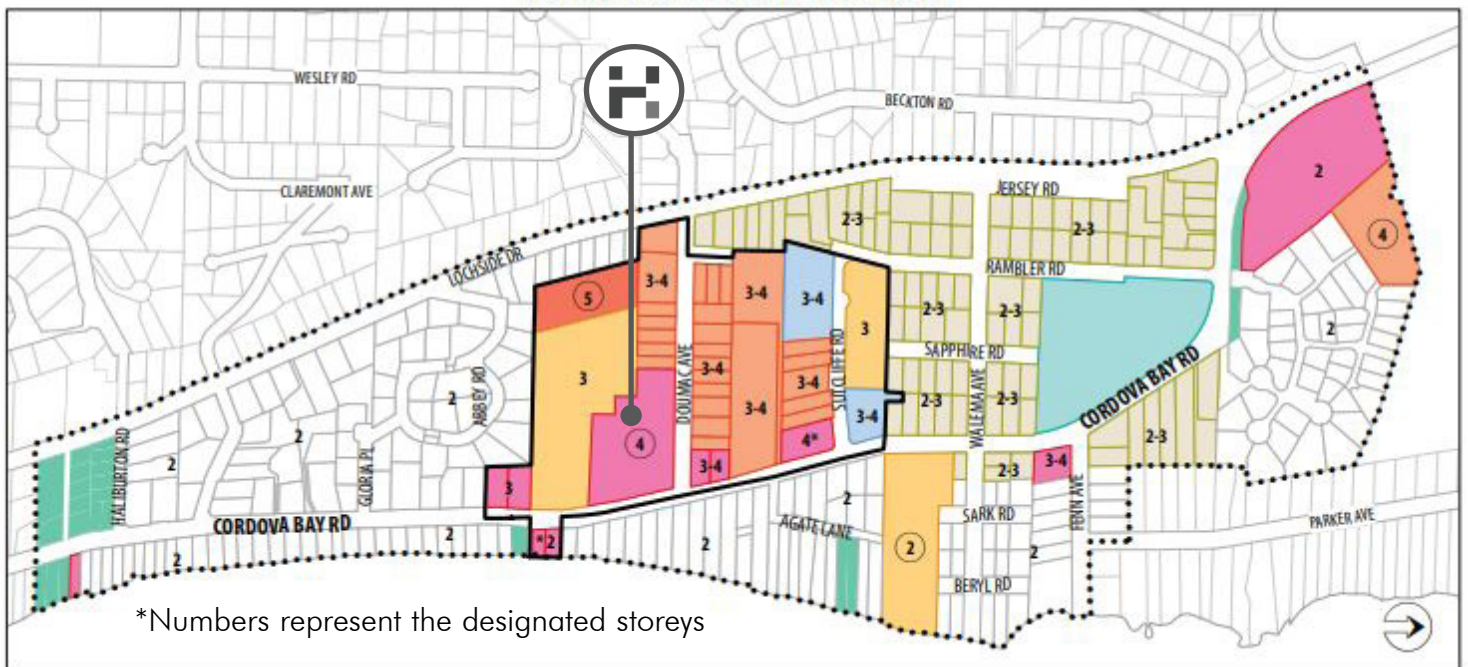 WESLEY RD
BECKTON RD
CLAREMONT AVE
2
JERSEY RD
2-3
2-3
4
LOCHSIDE DR
RAMBLER RD
3-4
5
3-4
3-4
2-3
2-3
3
2
3
SUTCLIFFE RD
SAPPHIRE RD
DOUMAC AVE
3-4
3-4
ABBEY RD
2
3-4
2-3
WALEMA AVE
2-3
CORDOVA BAY RD
3-4
2
4
4*
2-3
HALIBURTON RD
2
GLORIA PL
3-4
2-3
3-4
3
2
FENN AVE
CORDOVA BAY RD
AGATE LANE
SARK RD
PARKER AVE
2
2
*2
2
2
2
BERYL RD
*Numbers represent the designated storeys